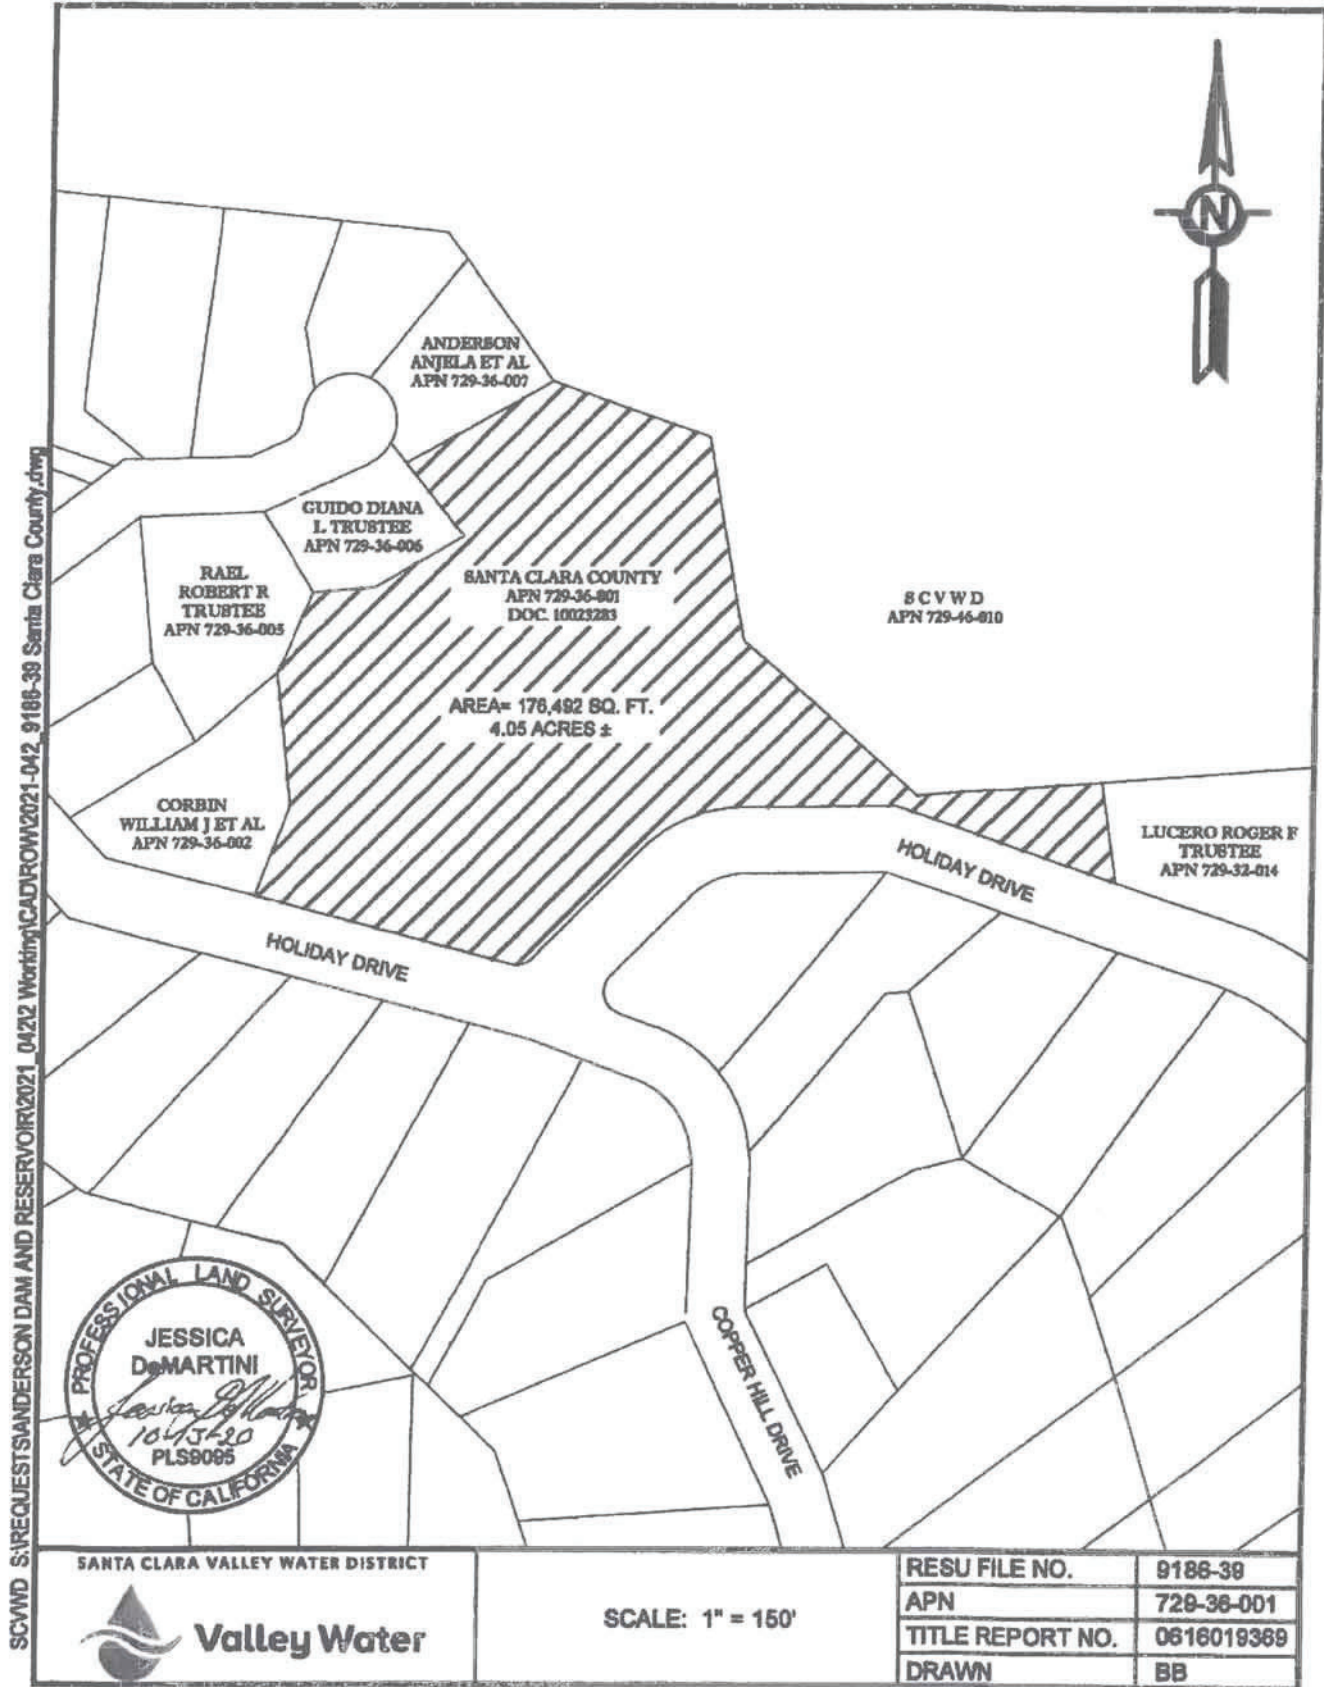 SCVWD S:\REQUESTS\ANDERSON DAM AND RESERVOIR\2021_042\2 Working\CAD\ROW\2021-042_9186-39 Santa Clara County.dwg
N
ANDERSON
ANJELA ET AL
APN 729-36-007
GUIDO DIANA
L TRUSTEE
APN 729-36-006
RAEL
ROBERT R
TRUSTEE
APN 729-36-005
SANTA CLARA COUNTY
APN 729-36-001
DOC. 10023283
SCVWD
APN 729-46-010
AREA= 176,492 SQ. FT.
4.05 ACRES ±
CORBIN
WILLIAM J ET AL
APN 729-36-002
LUCERO ROGER F
TRUSTEE
APN 729-32-014
HOLIDAY DRIVE
HOLIDAY DRIVE
COPPER HILL DRIVE
PROFESSIONAL LAND SURVEYOR
JESSICA
DeMARTINI
PLS9095
STATE OF CALIFORNIA
SANTA CLARA VALLEY WATER DISTRICT
Valley Water
SCALE: 1" = 150'
RESU FILE NO. 9186-39
APN 729-36-001
TITLE REPORT NO. 0616019369
DRAWN BB